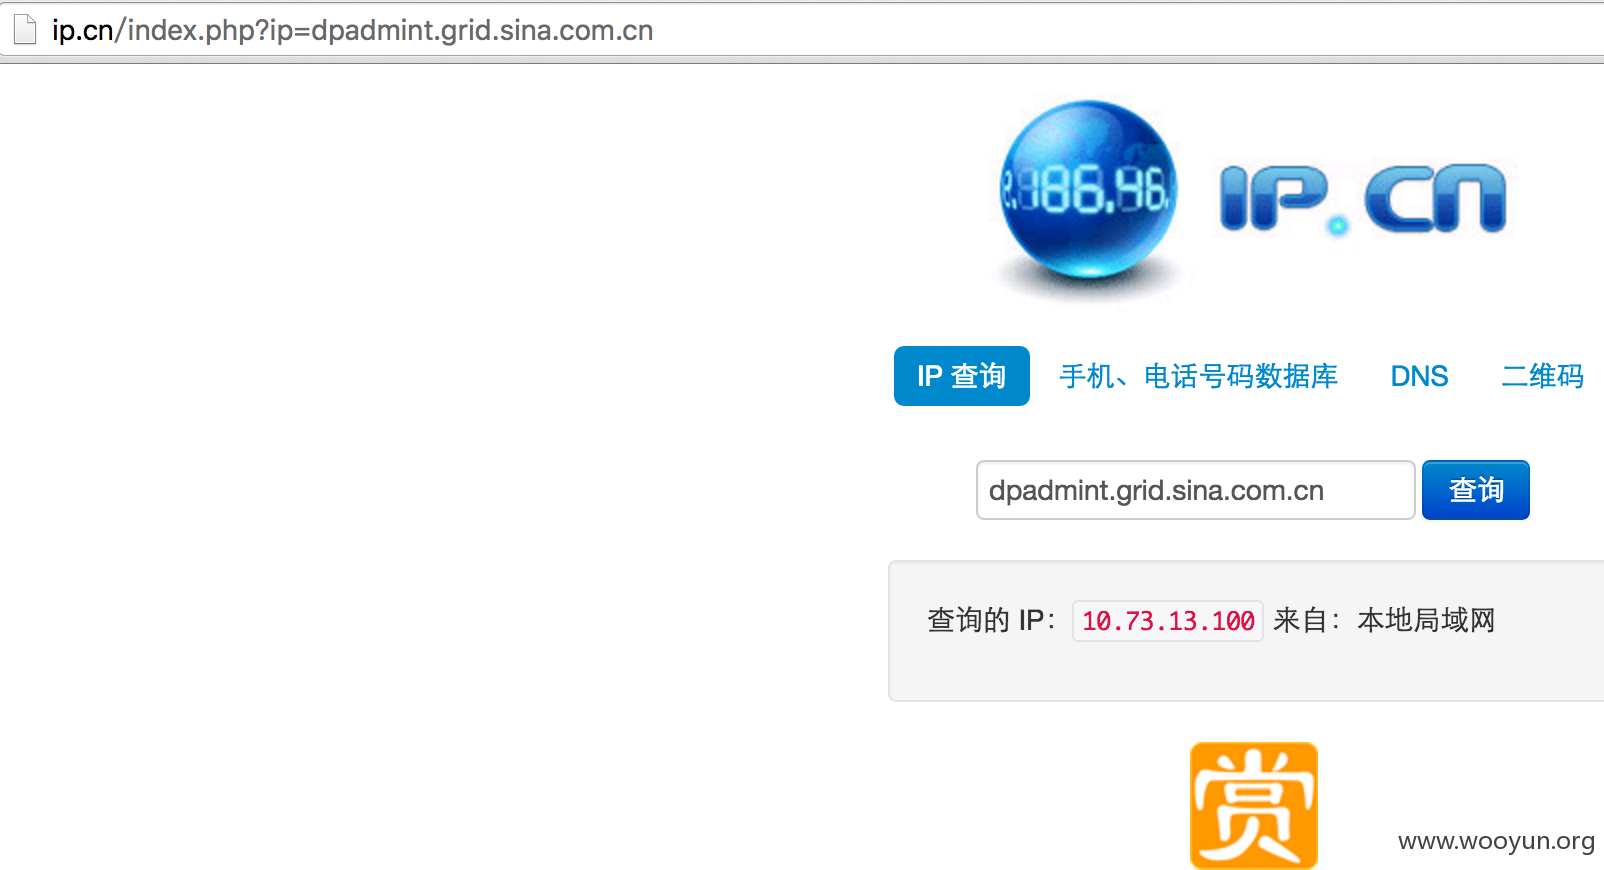 ip.cn/index.php?ip=dpadmint.grid.sina.com.cn
2.186.46.
IP.CN
IP 查询 手机、电话号码数据库 DNS 二维码
dpadmint.grid.sina.com.cn 查询
查询的 IP: 10.73.13.100 来自: 本地局域网
赏
www.wooyun.org